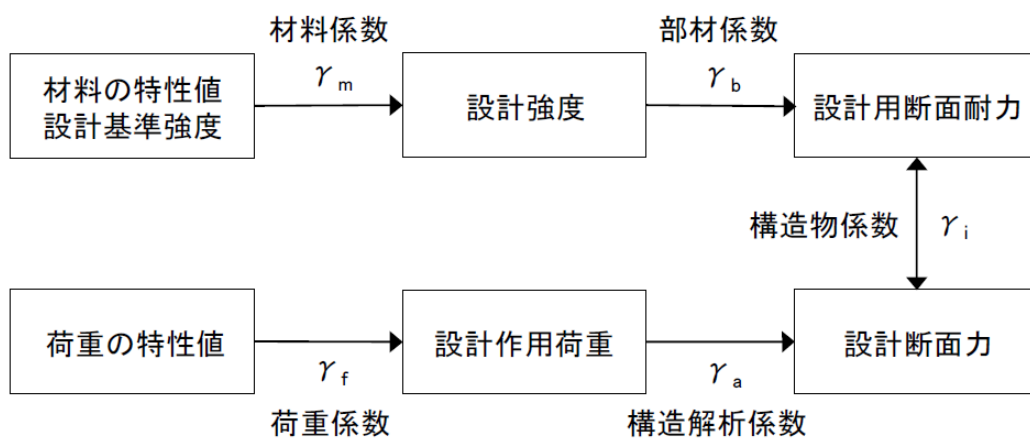 材料係数
γm
部材係数
γb
材料の特性値
設計基準強度
設計強度
設計用断面耐力
構造物係数
γi
荷重の特性値
設計作用荷重
設計断面力
γf
荷重係数
γa
構造解析係数